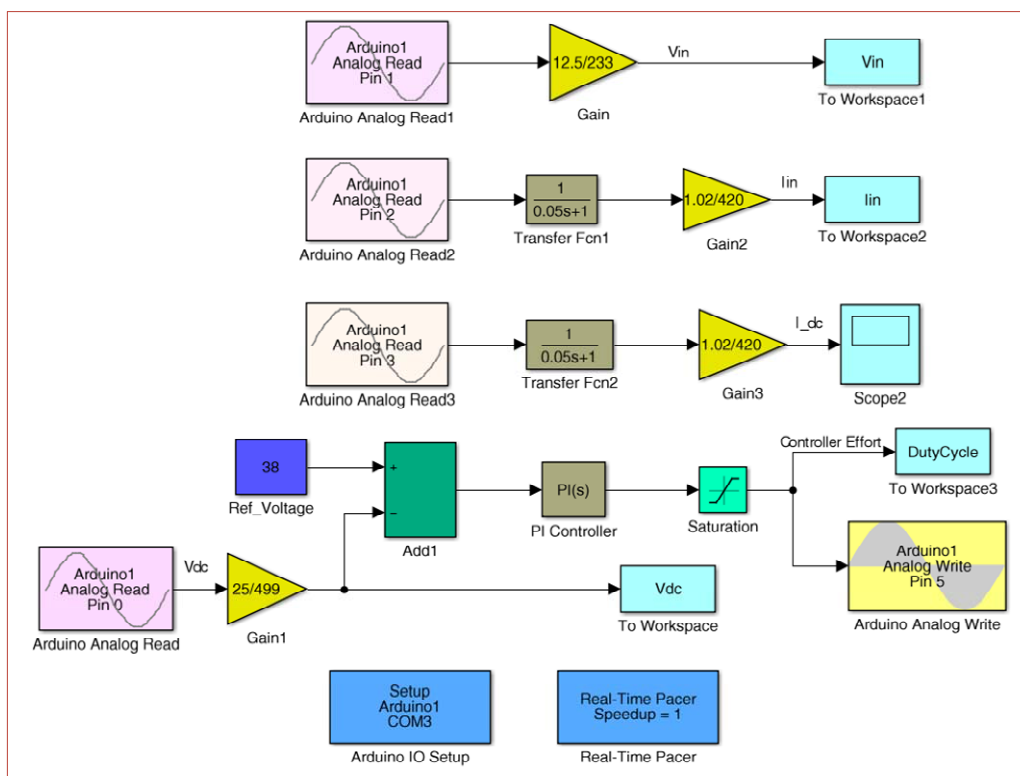 Arduino1
Analog Read
Pin 1
Arduino Analog Read1
12.5/233
Gain
Vin
Vin
To Workspace1
Arduino1
Analog Read
Pin 2
Arduino Analog Read2
1
0.05s+1
Transfer Fcn1
1.02/420
Gain2
Iin
Iin
To Workspace2
Arduino1
Analog Read
Pin 3
Arduino Analog Read3
1
0.05s+1
Transfer Fcn2
1.02/420
Gain3
I_dc
Scope2
38
Ref_Voltage
+
−
Add1
PI(s)
PI Controller
Saturation
Controller Effort
DutyCycle
To Workspace3
Arduino1
Analog Write
Pin 5
Arduino Analog Write
Arduino1
Analog Read
Pin 0
Arduino Analog Read
Vdc
25/499
Gain1
Vdc
To Workspace
Setup
Arduino1
COM3
Arduino IO Setup
Real-Time Pacer
Speedup = 1
Real-Time Pacer